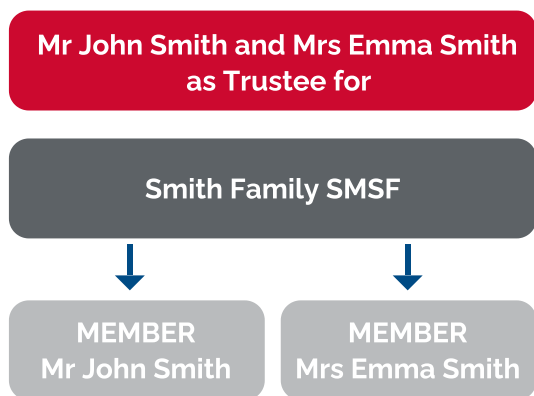 Mr John Smith and Mrs Emma Smith
as Trustee for
Smith Family SMSF
MEMBER
Mr John Smith
MEMBER
Mrs Emma Smith